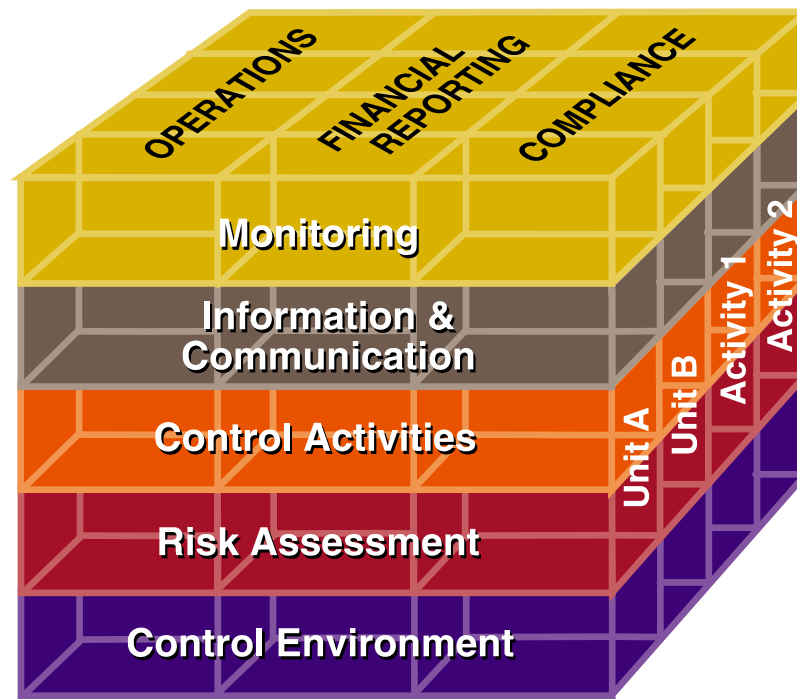 OPERATIONS
FINANCIAL
REPORTING
COMPLIANCE
Monitoring
Information &
Communication
Control Activities
Risk Assessment
Control Environment
Unit A
Unit B
Activity 1
Activity 2